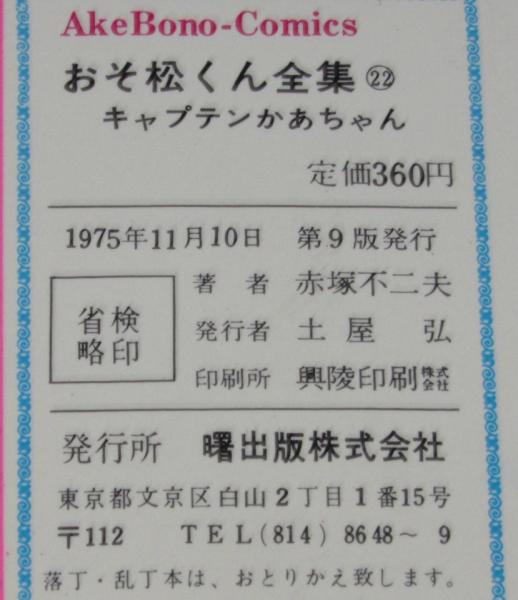 AkeBono-Comics
おそ松くん全集㉒
キャプテンかあちゃん
定価360円
1975年11月10日 第9版発行
検印
省略
著者 赤塚不二夫
発行者 土屋弘
印刷所 興陵印刷株式会社
発行所 曙出版株式会社
東京都文京区白山2丁目1番15号
〒112 TEL(814) 8648〜9
落丁・乱丁本は、おとりかえ致します。